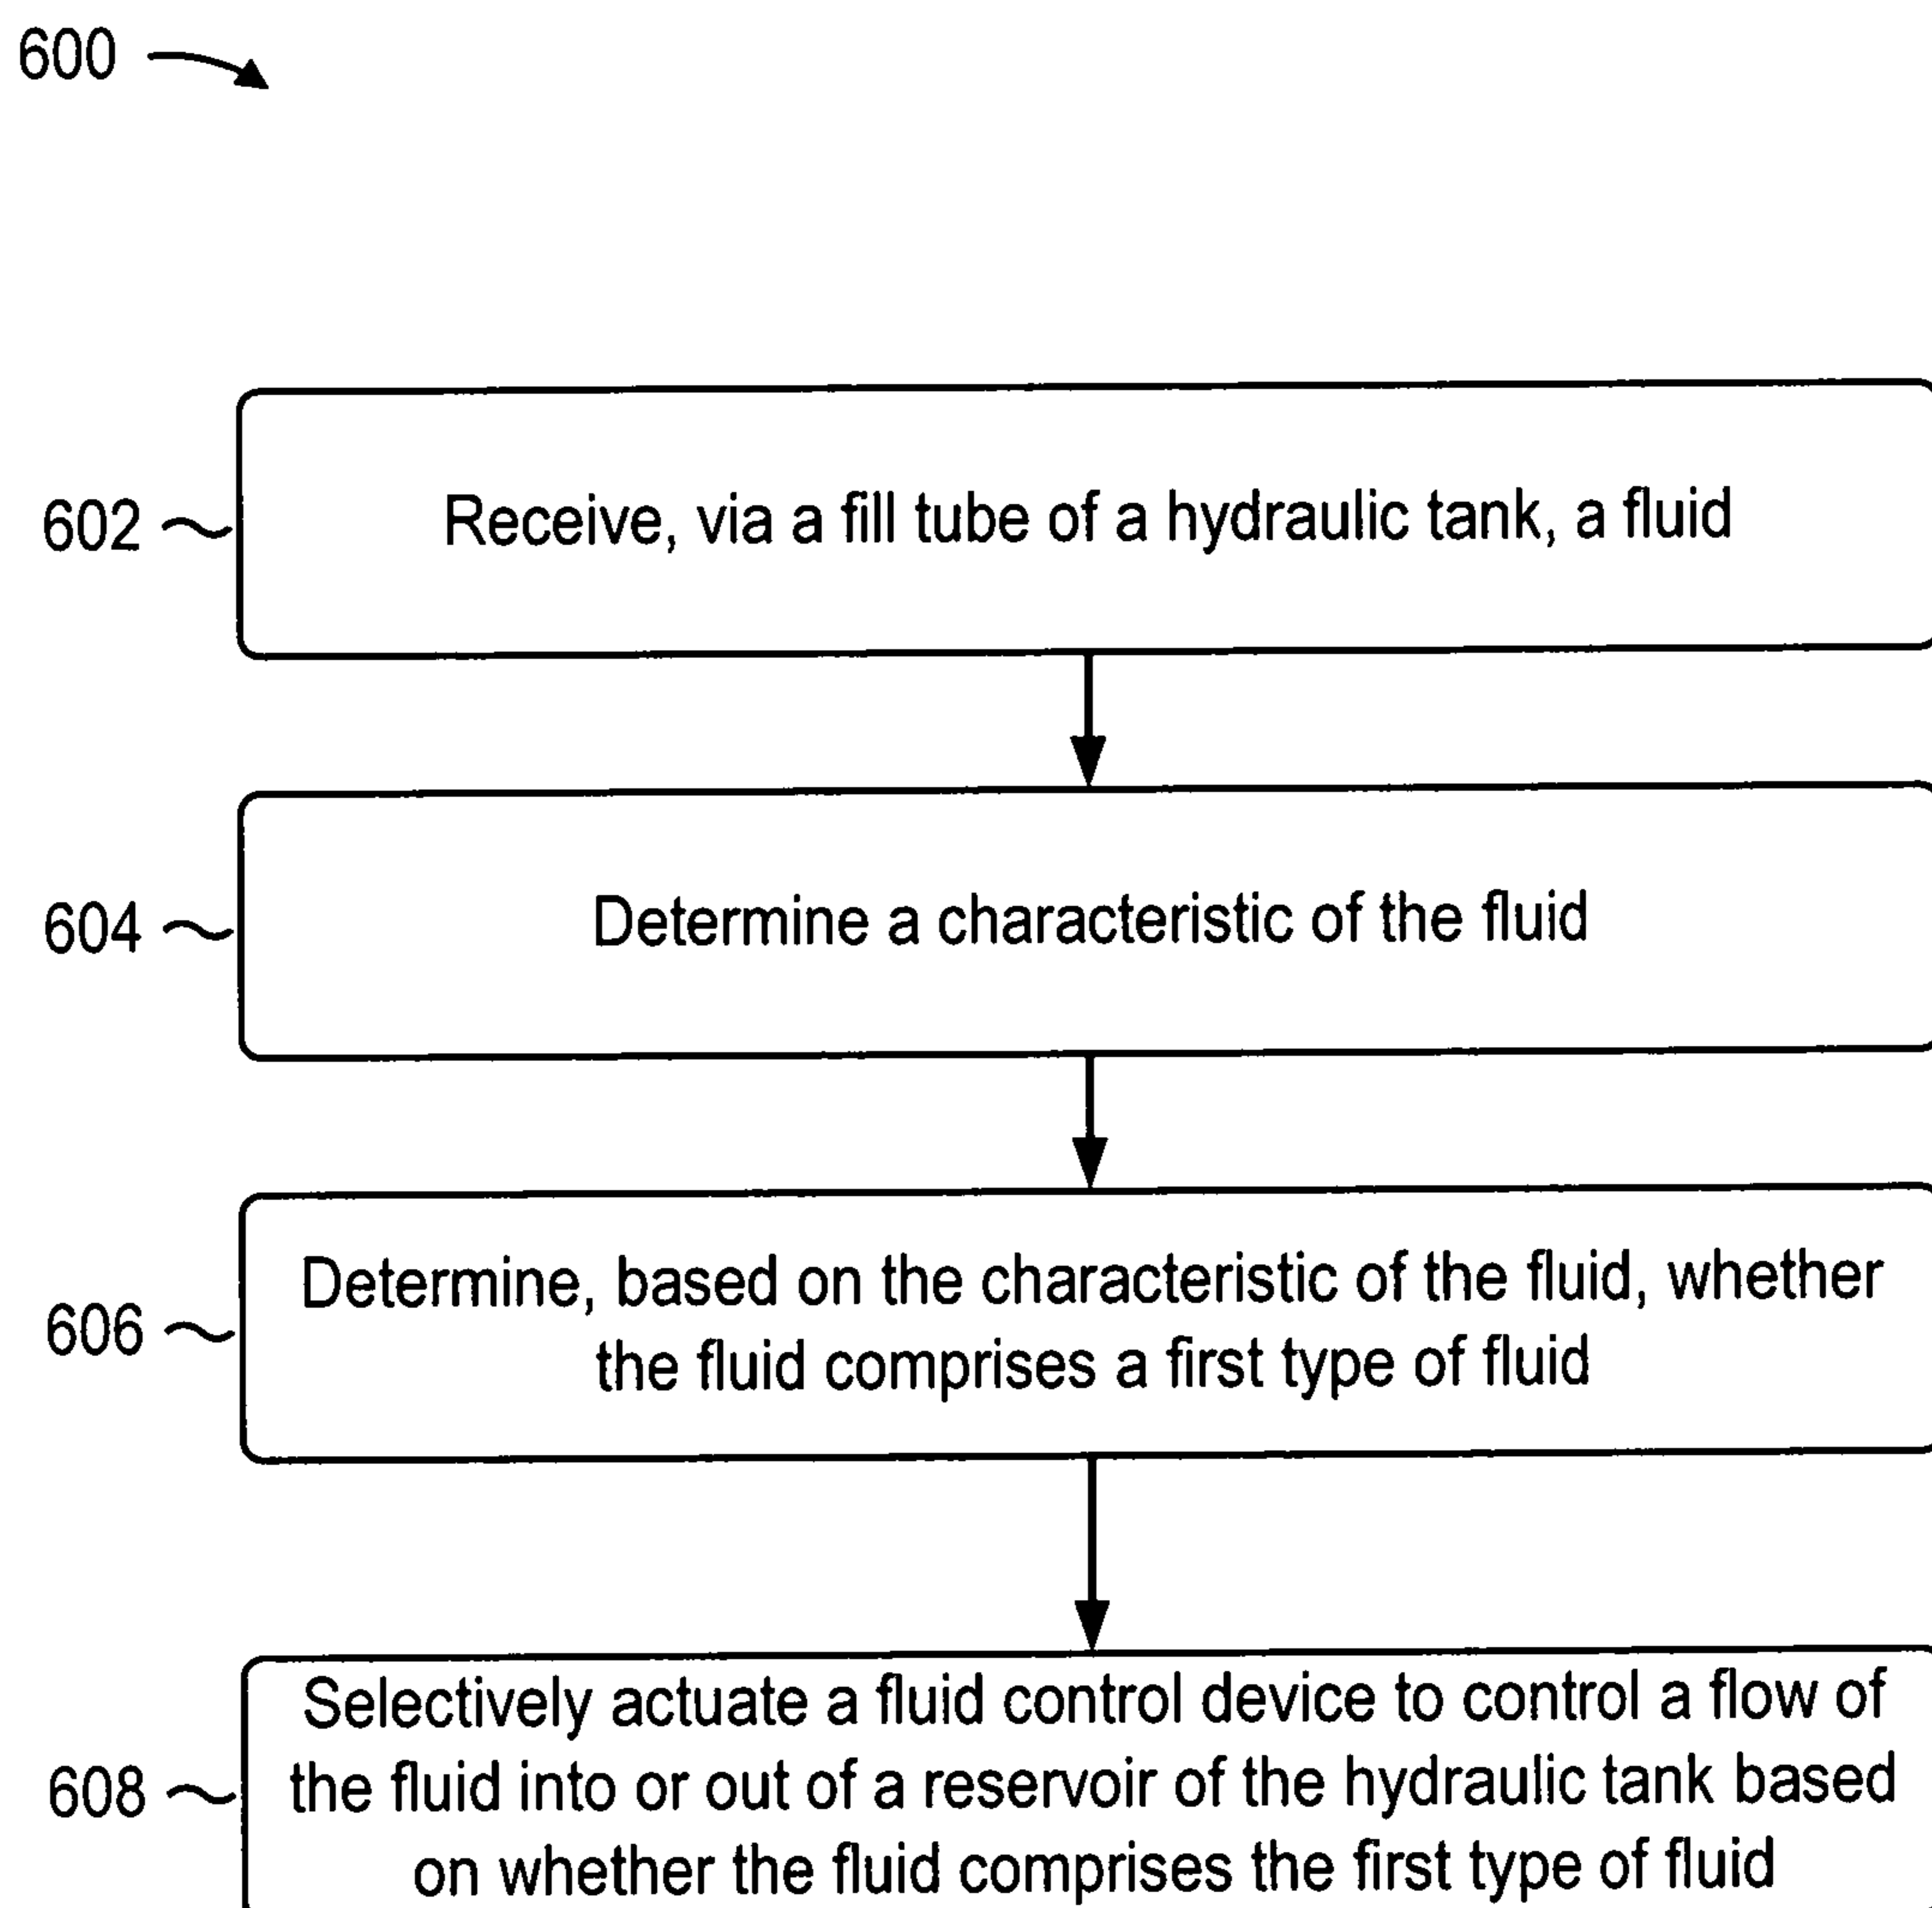 600
602
Receive, via a fill tube of a hydraulic tank, a fluid
604
Determine a characteristic of the fluid
606
Determine, based on the characteristic of the fluid, whether
the fluid comprises a first type of fluid
608
Selectively actuate a fluid control device to control a flow of
the fluid into or out of a reservoir of the hydraulic tank based
on whether the fluid comprises the first type of fluid